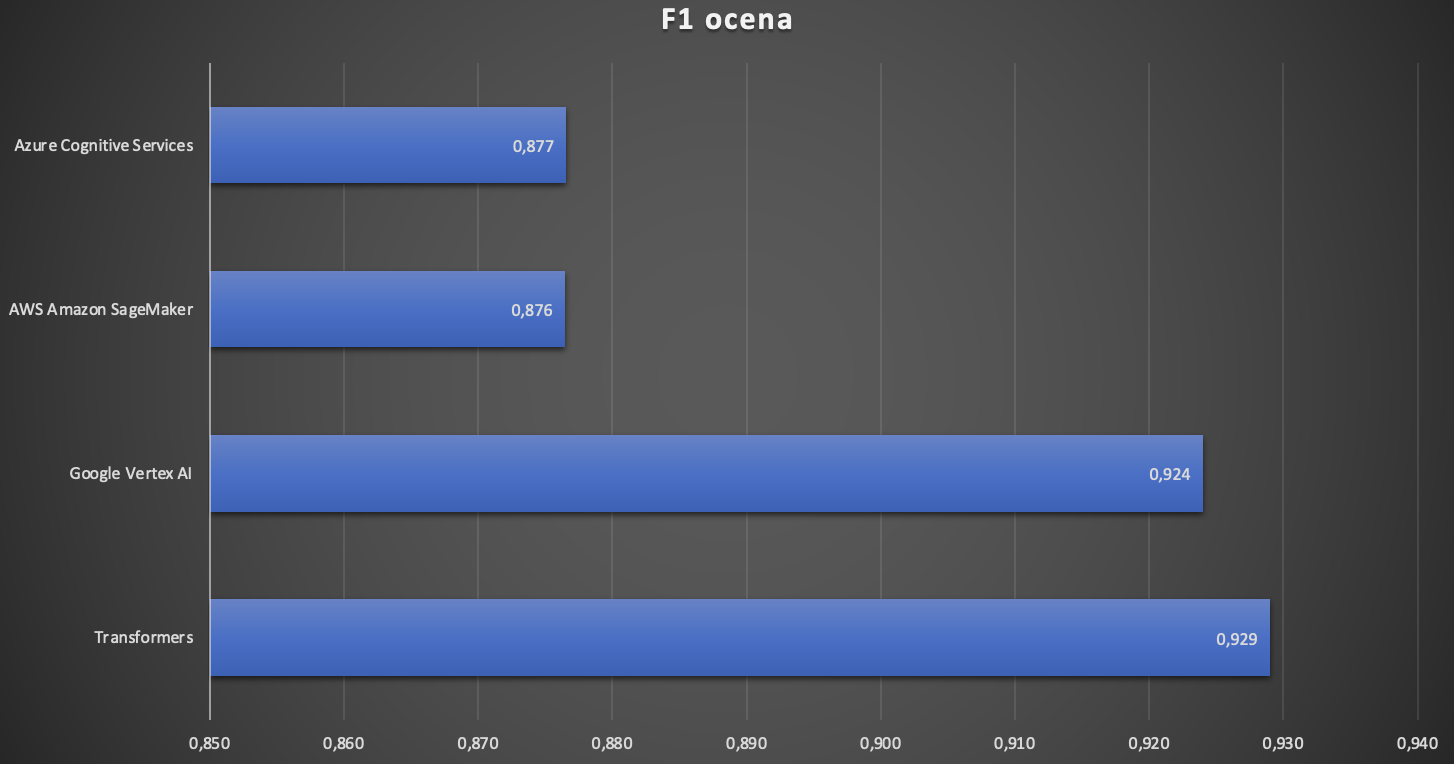 F1 ocena
Azure Cognitive Services
0,877
AWS Amazon SageMaker
0,876
Google Vertex AI
0,924
Transformers
0,929
0,850 0,860 0,870 0,880 0,890 0,900 0,910 0,920 0,930 0,940